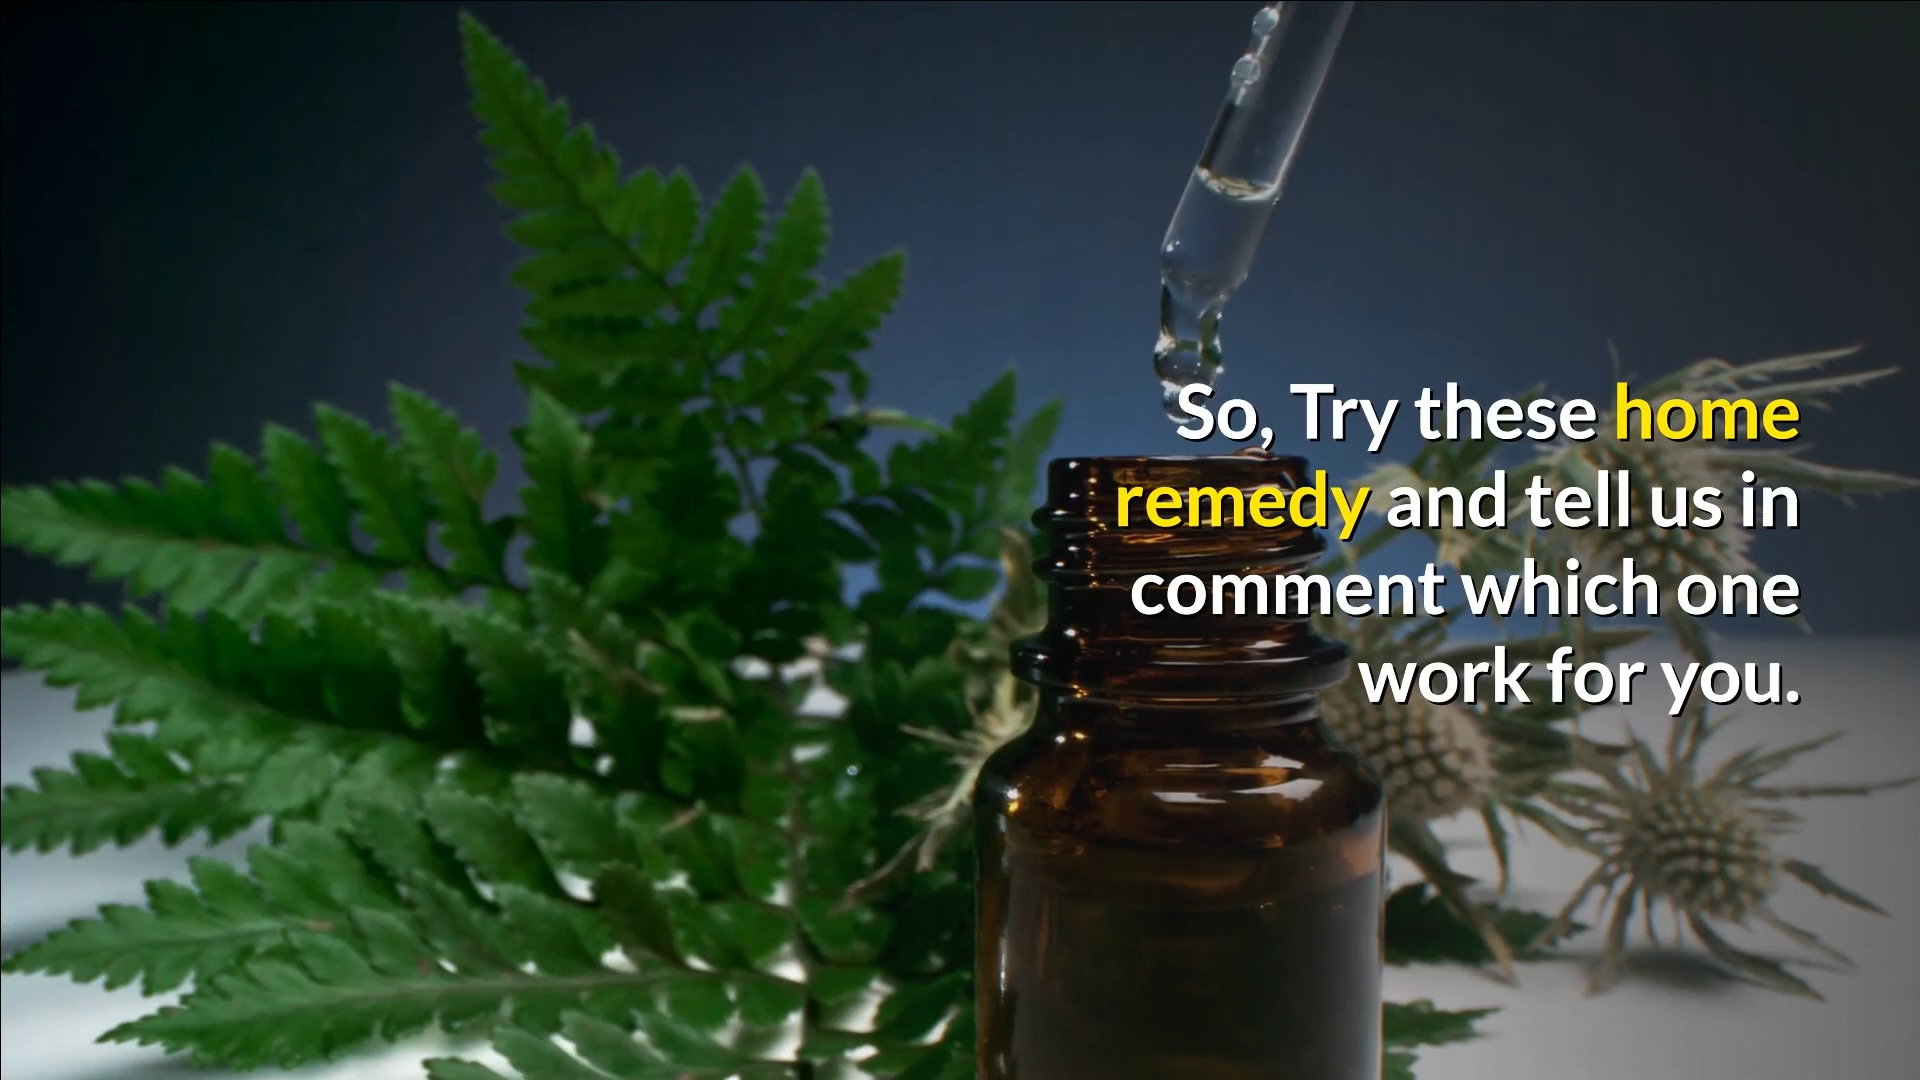 So, Try these home
remedy and tell us in
comment which one
work for you.